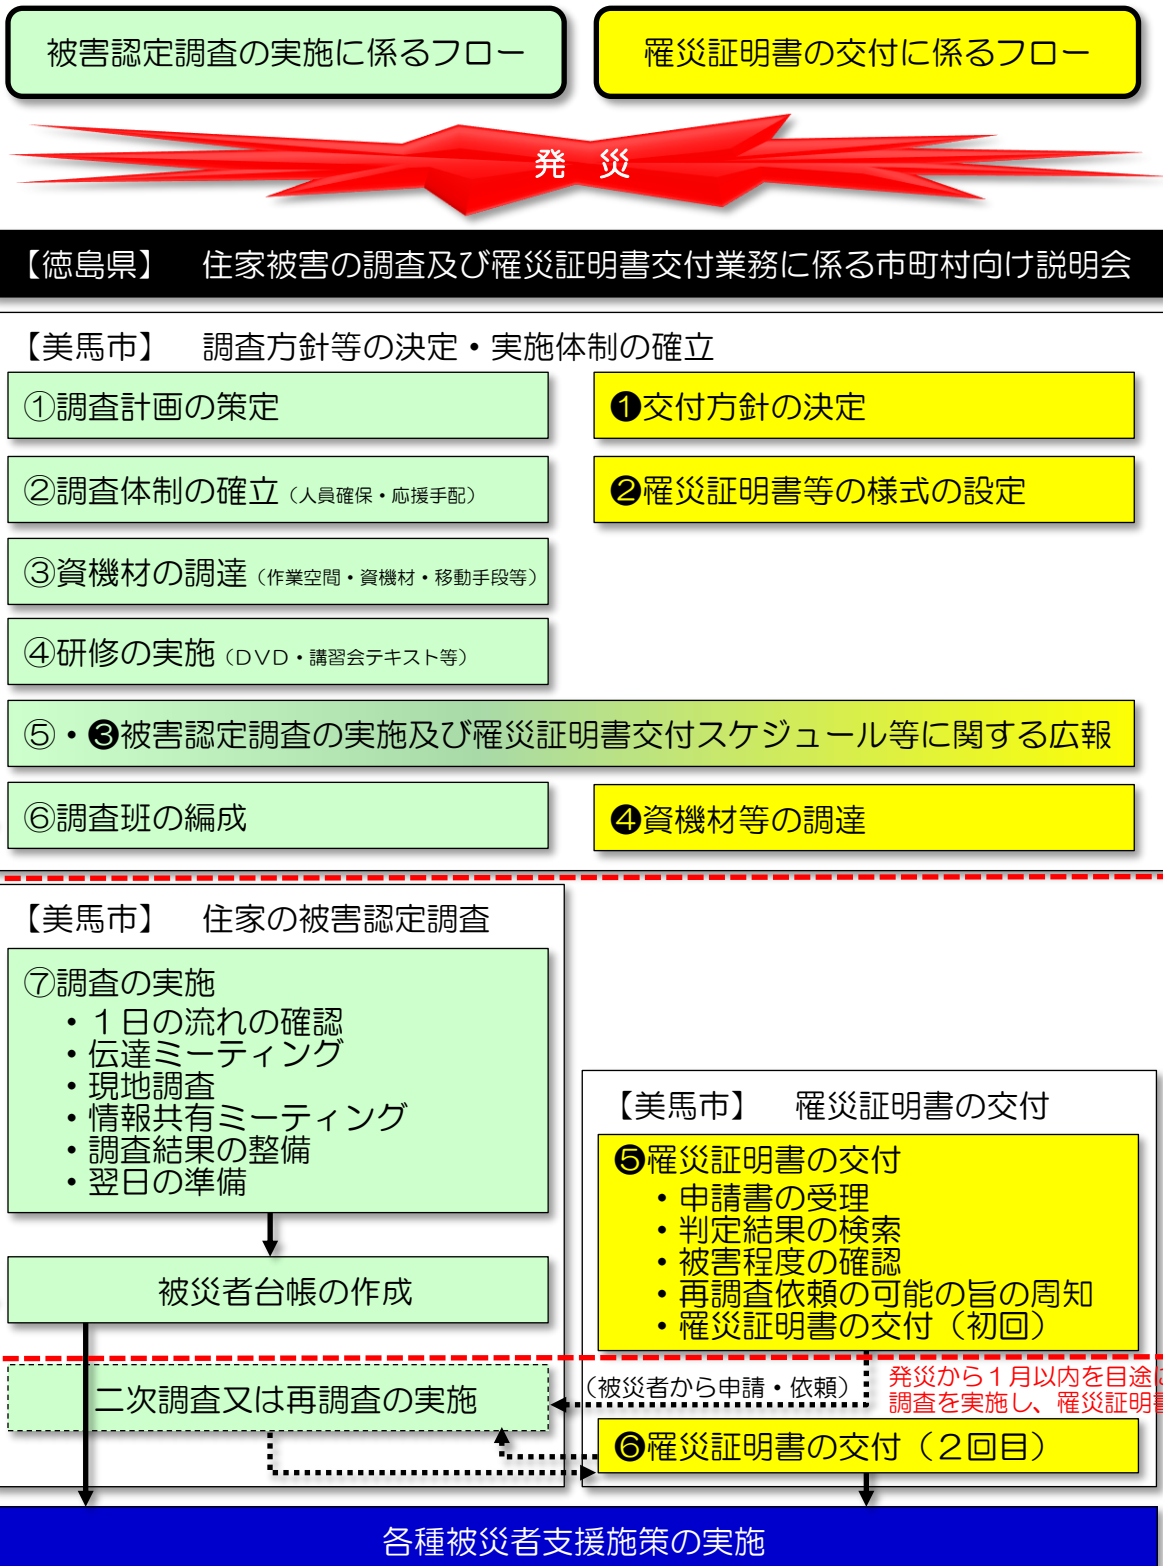 被害認定調査の実施に係るフロー
罹災証明書の交付に係るフロー
発 災
【徳島県】 住家被害の調査及び罹災証明書交付業務に係る市町村向け説明会
【美馬市】 調査方針等の決定・実施体制の確立
①調査計画の策定
❶交付方針の決定
②調査体制の確立(人員確保・応援手配)
❷罹災証明書等の様式の設定
③資機材の調達(作業空間・資機材・移動手段等)
④研修の実施(DVD・講習会テキスト等)
⑤・❸被害認定調査の実施及び罹災証明書交付スケジュール等に関する広報
⑥調査班の編成
❹資機材等の調達
【美馬市】 住家の被害認定調査
⑦調査の実施
・1日の流れの確認
・伝達ミーティング
・現地調査
・情報共有ミーティング
・調査結果の整備
・翌日の準備
被災者台帳の作成
【美馬市】 罹災証明書の交付
❺罹災証明書の交付
・申請書の受理
・判定結果の検索
・被害程度の確認
・再調査依頼の可能の旨の周知
・罹災証明書の交付(初回)
二次調査又は再調査の実施
(被災者から申請・依頼)
発災から1月以内を目途に
調査を実施し、罹災証明書
❻罹災証明書の交付(2回目)
各種被災者支援施策の実施